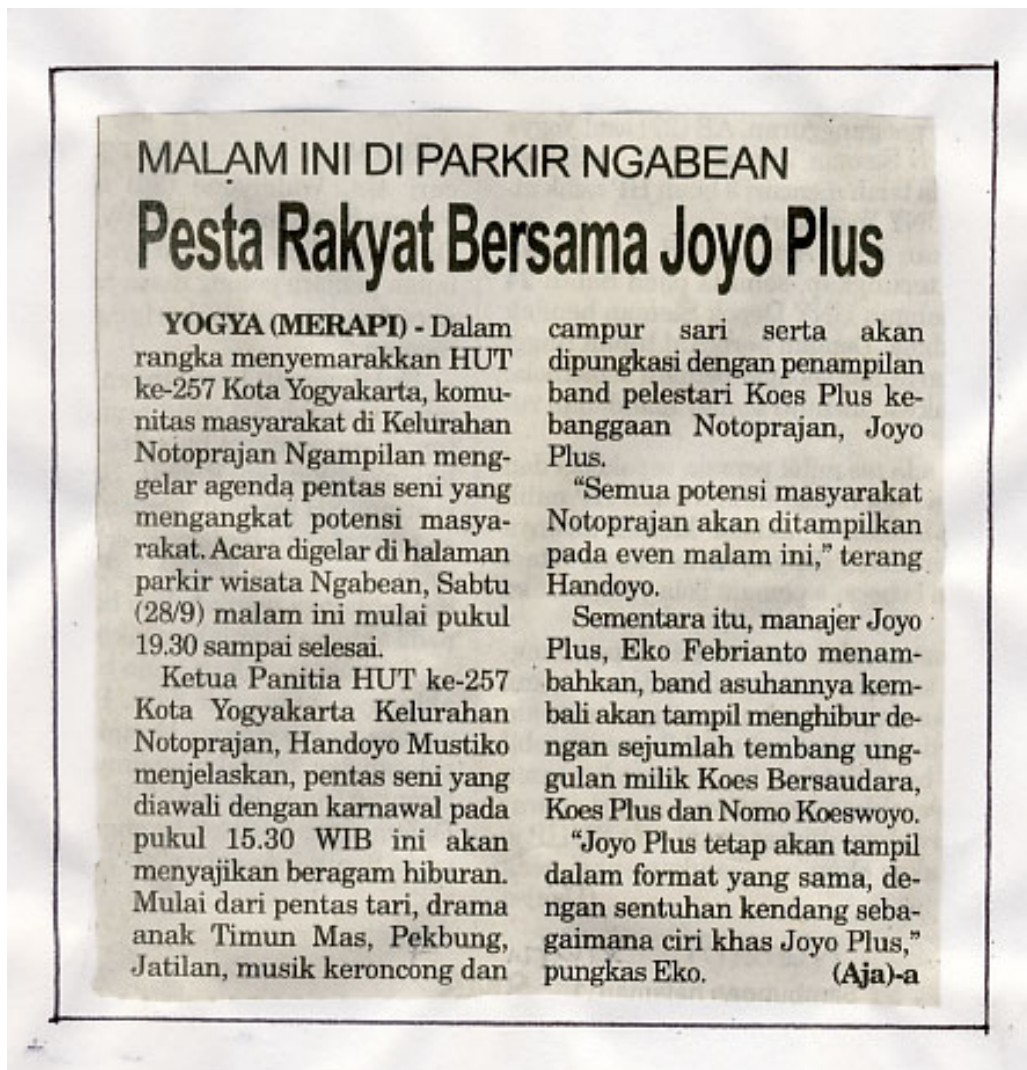 MALAM INI DI PARKIR NGABEAN
Pesta Rakyat Bersama Joyo Plus
YOGYA (MERAPI) - Dalam
rangka menyemarakkan HUT
ke-257 Kota Yogyakarta, komu-
nitas masyarakat di Kelurahan
Notoprajan Ngampilan meng-
gelar agenda pentas seni yang
mengangkat potensi masya-
rakat. Acara digelar di halaman
parkir wisata Ngabean, Sabtu
(28/9) malam ini mulai pukul
19.30 sampai selesai.
Ketua Panitia HUT ke-257
Kota Yogyakarta Kelurahan
Notoprajan, Handoyo Mustiko
menjelaskan, pentas seni yang
diawali dengan karnawal pada
pukul 15.30 WIB ini akan
menyajikan beragam hiburan.
Mulai dari pentas tari, drama
anak Timun Mas, Pekbung,
Jatilan, musik keroncong dan
campur sari serta akan
dipungkasi dengan penampilan
band pelestari Koes Plus ke-
banggaan Notoprajan, Joyo
Plus.
“Semua potensi masyarakat
Notoprajan akan ditampilkan
pada even malam ini,” terang
Handoyo.
Sementara itu, manajer Joyo
Plus, Eko Febrianto menam-
bahkan, band asuhannya kem-
bali akan tampil menghibur de-
ngan sejumlah tembang ung-
gulan milik Koes Bersaudara,
Koes Plus dan Nomo Koeswoyo.
“Joyo Plus tetap akan tampil
dalam format yang sama, de-
ngan sentuhan kendang seba-
gaimana ciri khas Joyo Plus,”
pungkas Eko. (Aja)-a